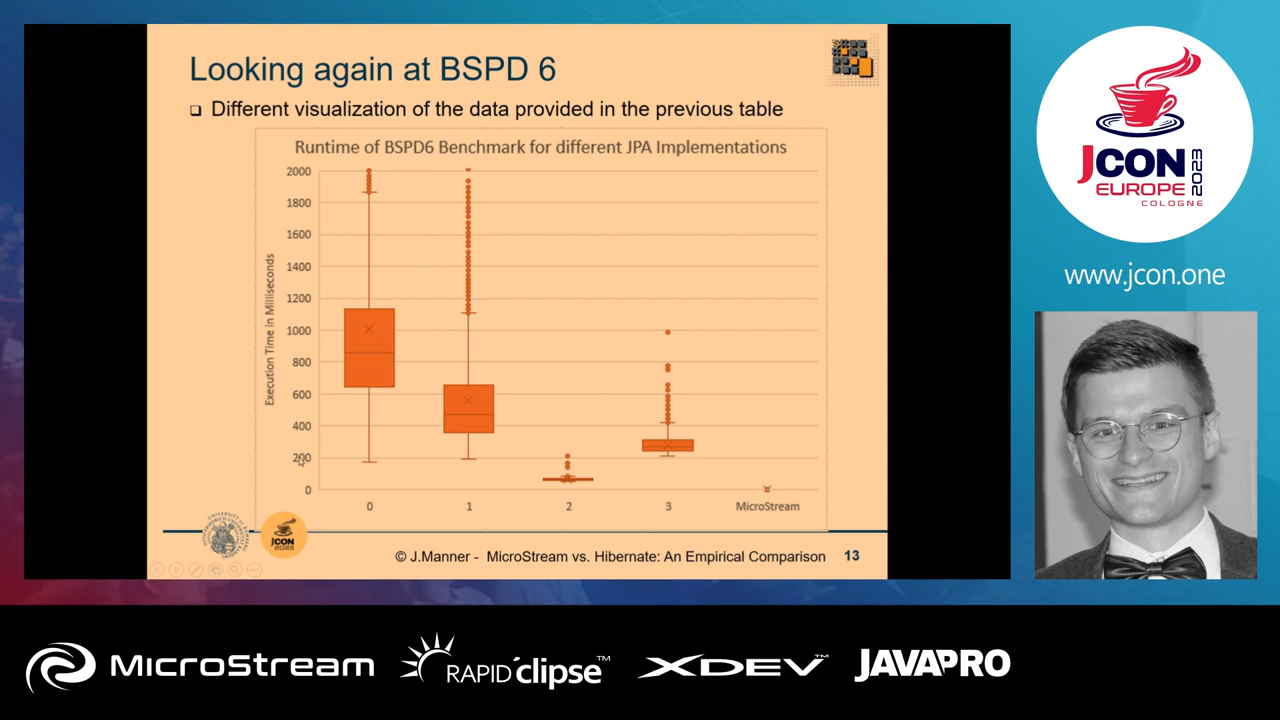 Looking again at BSPD 6
Different visualization of the data provided in the previous table
Runtime of BSPD6 Benchmark for different JPA Implementations
Execution Time in Milliseconds
2000
1800
1600
1400
1200
1000
800
600
400
200
0
0 1 2 3 MicroStream
JCON
2023
© J.Manner - MicroStream vs. Hibernate: An Empirical Comparison 13
JCON
EUROPE
2023
COLOGNE
www.jcon.one
MicroStream RAPIDclipse™ XDEV™ JAVAPRO